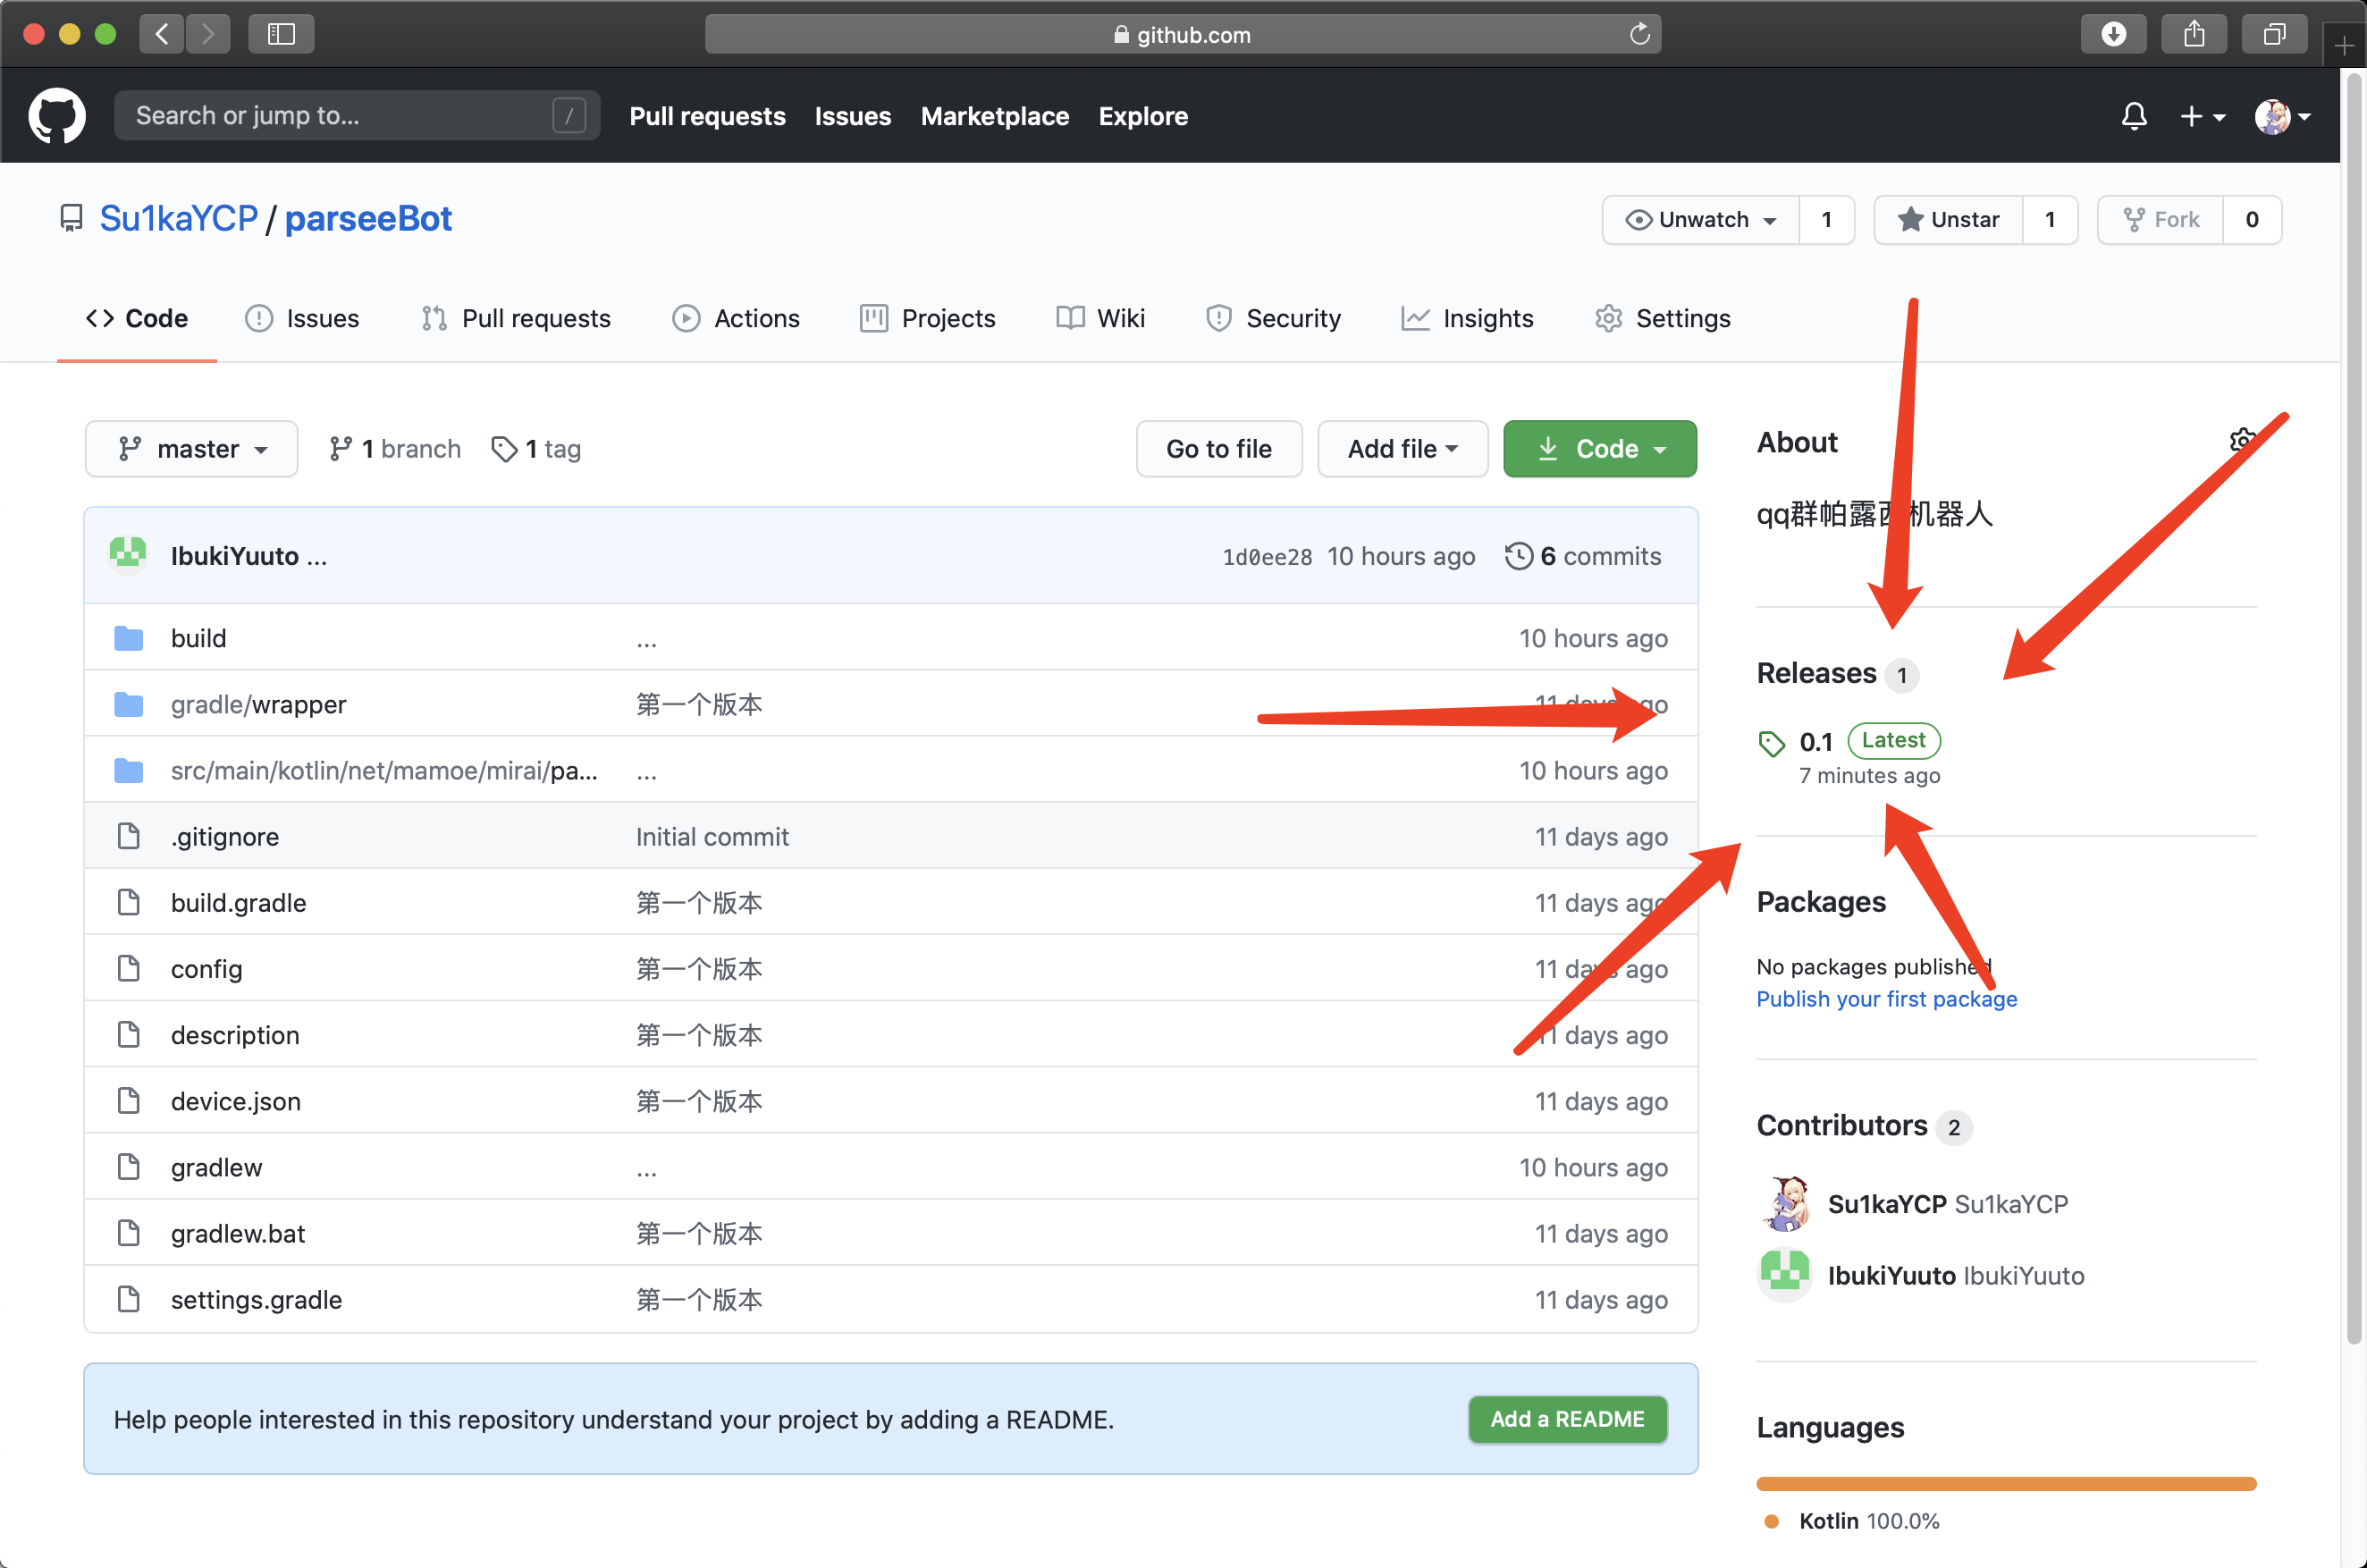 github.com
Search or jump to... / Pull requests Issues Marketplace Explore
Su1kaYCP / parseeBot
Unwatch 1 Unstar 1 Fork 0
Code Issues Pull requests Actions Projects Wiki Security Insights Settings
master 1 branch 1 tag Go to file Add file Code
IbukiYuuto ... 1d0ee28 10 hours ago 6 commits
build ... 10 hours ago
gradle/wrapper 第一个版本 11 days ago
src/main/kotlin/net/mamoe/mirai/pa... ... 10 hours ago
.gitignore Initial commit 11 days ago
build.gradle 第一个版本 11 days ago
config 第一个版本 11 days ago
description 第一个版本 11 days ago
device.json 第一个版本 11 days ago
gradlew ... 10 hours ago
gradlew.bat 第一个版本 11 days ago
settings.gradle 第一个版本 11 days ago
Help people interested in this repository understand your project by adding a README. Add a README
About
qq群帕露西机器人
Releases 1
0.1 Latest
7 minutes ago
Packages
No packages published
Publish your first package
Contributors 2
Su1kaYCP Su1kaYCP
IbukiYuuto IbukiYuuto
Languages
Kotlin 100.0%